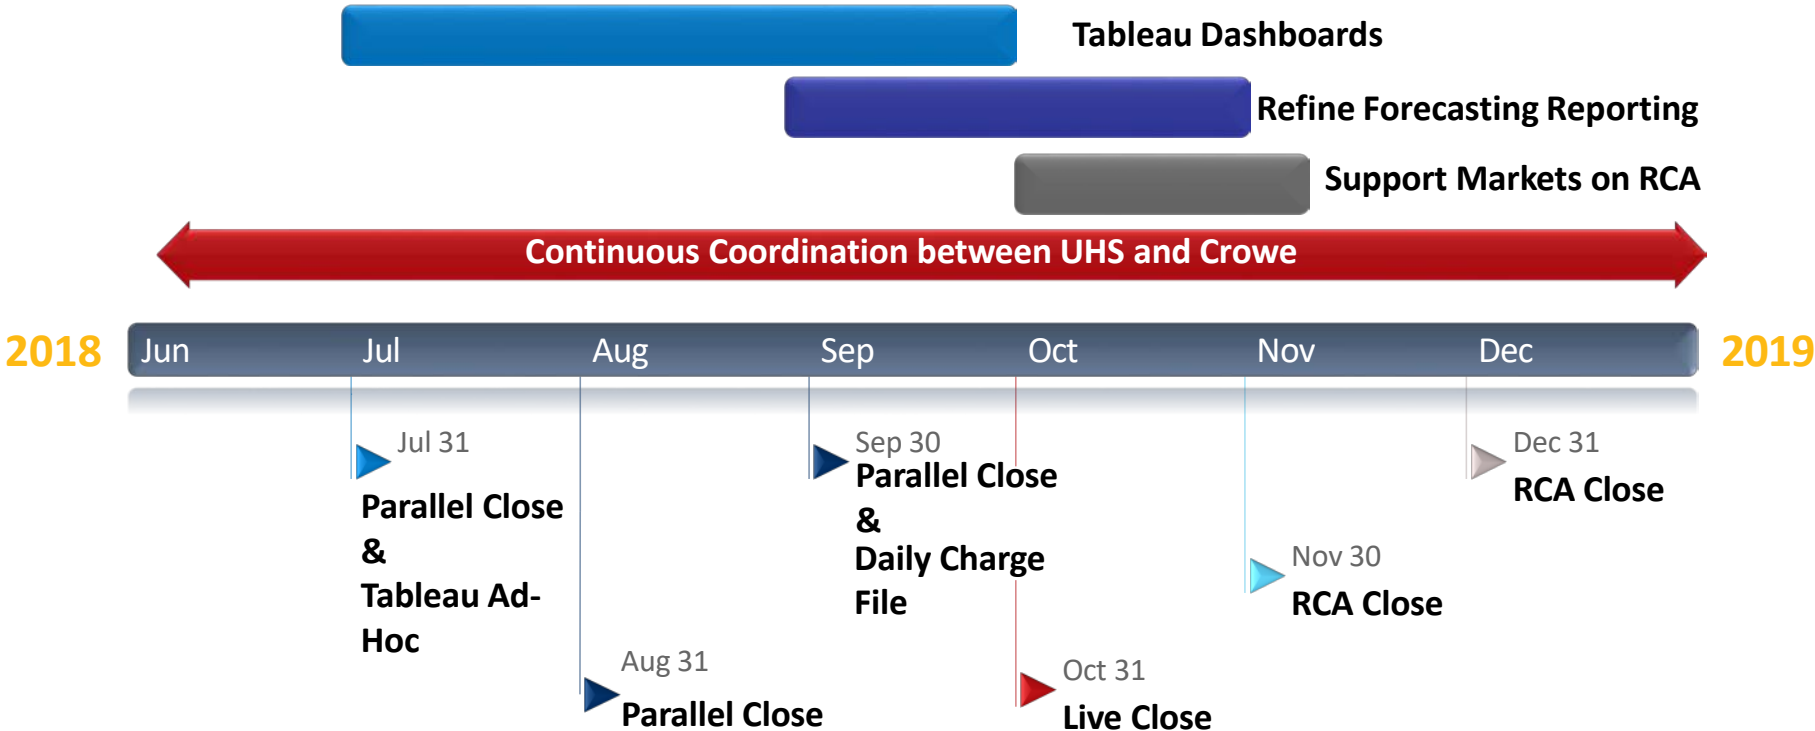 Tableau Dashboards
Refine Forecasting Reporting
Support Markets on RCA
Continuous Coordination between UHS and Crowe
2018
Jun
Jul
Aug
Sep
Oct
Nov
Dec
2019
Jul 31
Parallel Close
&
Tableau Ad-
Hoc
Aug 31
Parallel Close
Sep 30
Parallel Close
&
Daily Charge
File
Oct 31
Live Close
Nov 30
RCA Close
Dec 31
RCA Close